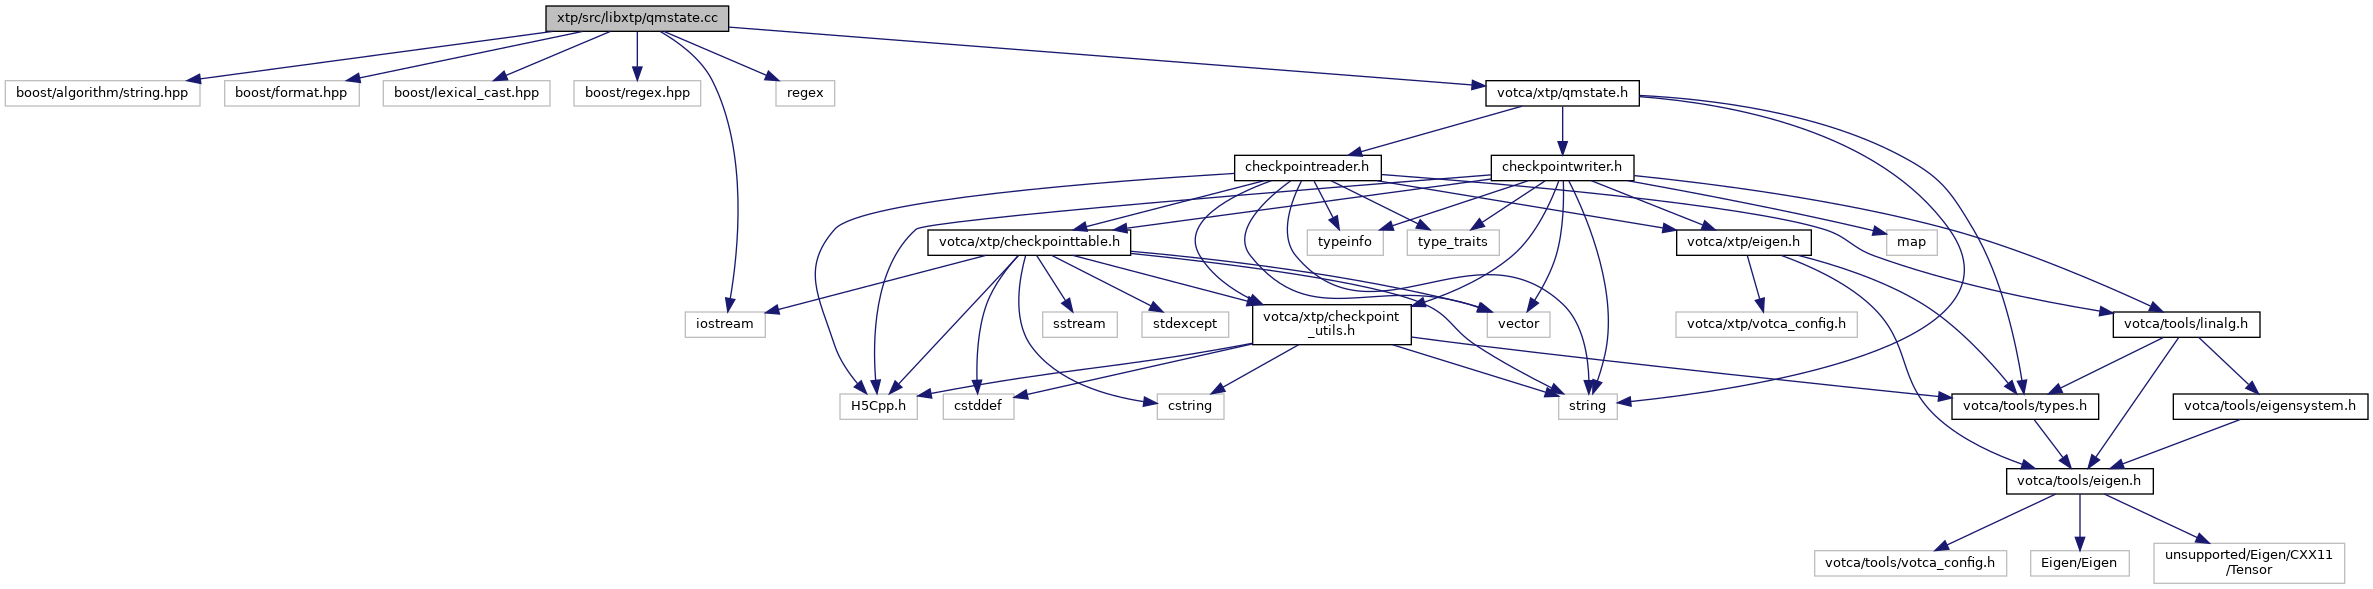 xtp/src/libxtp/qmstate.cc
boost/algorithm/string.hpp
boost/format.hpp
boost/lexical_cast.hpp
boost/regex.hpp
regex
votca/xtp/qmstate.h
checkpointreader.h
checkpointwriter.h
votca/xtp/checkpointtable.h
typeinfo
type_traits
votca/xtp/eigen.h
map
iostream
sstream
stdexcept
votca/xtp/checkpoint
_utils.h
vector
votca/xtp/votca_config.h
votca/tools/linalg.h
H5Cpp.h
cstddef
cstring
string
votca/tools/types.h
votca/tools/eigensystem.h
votca/tools/eigen.h
votca/tools/votca_config.h
Eigen/Eigen
unsupported/Eigen/CXX11
/Tensor